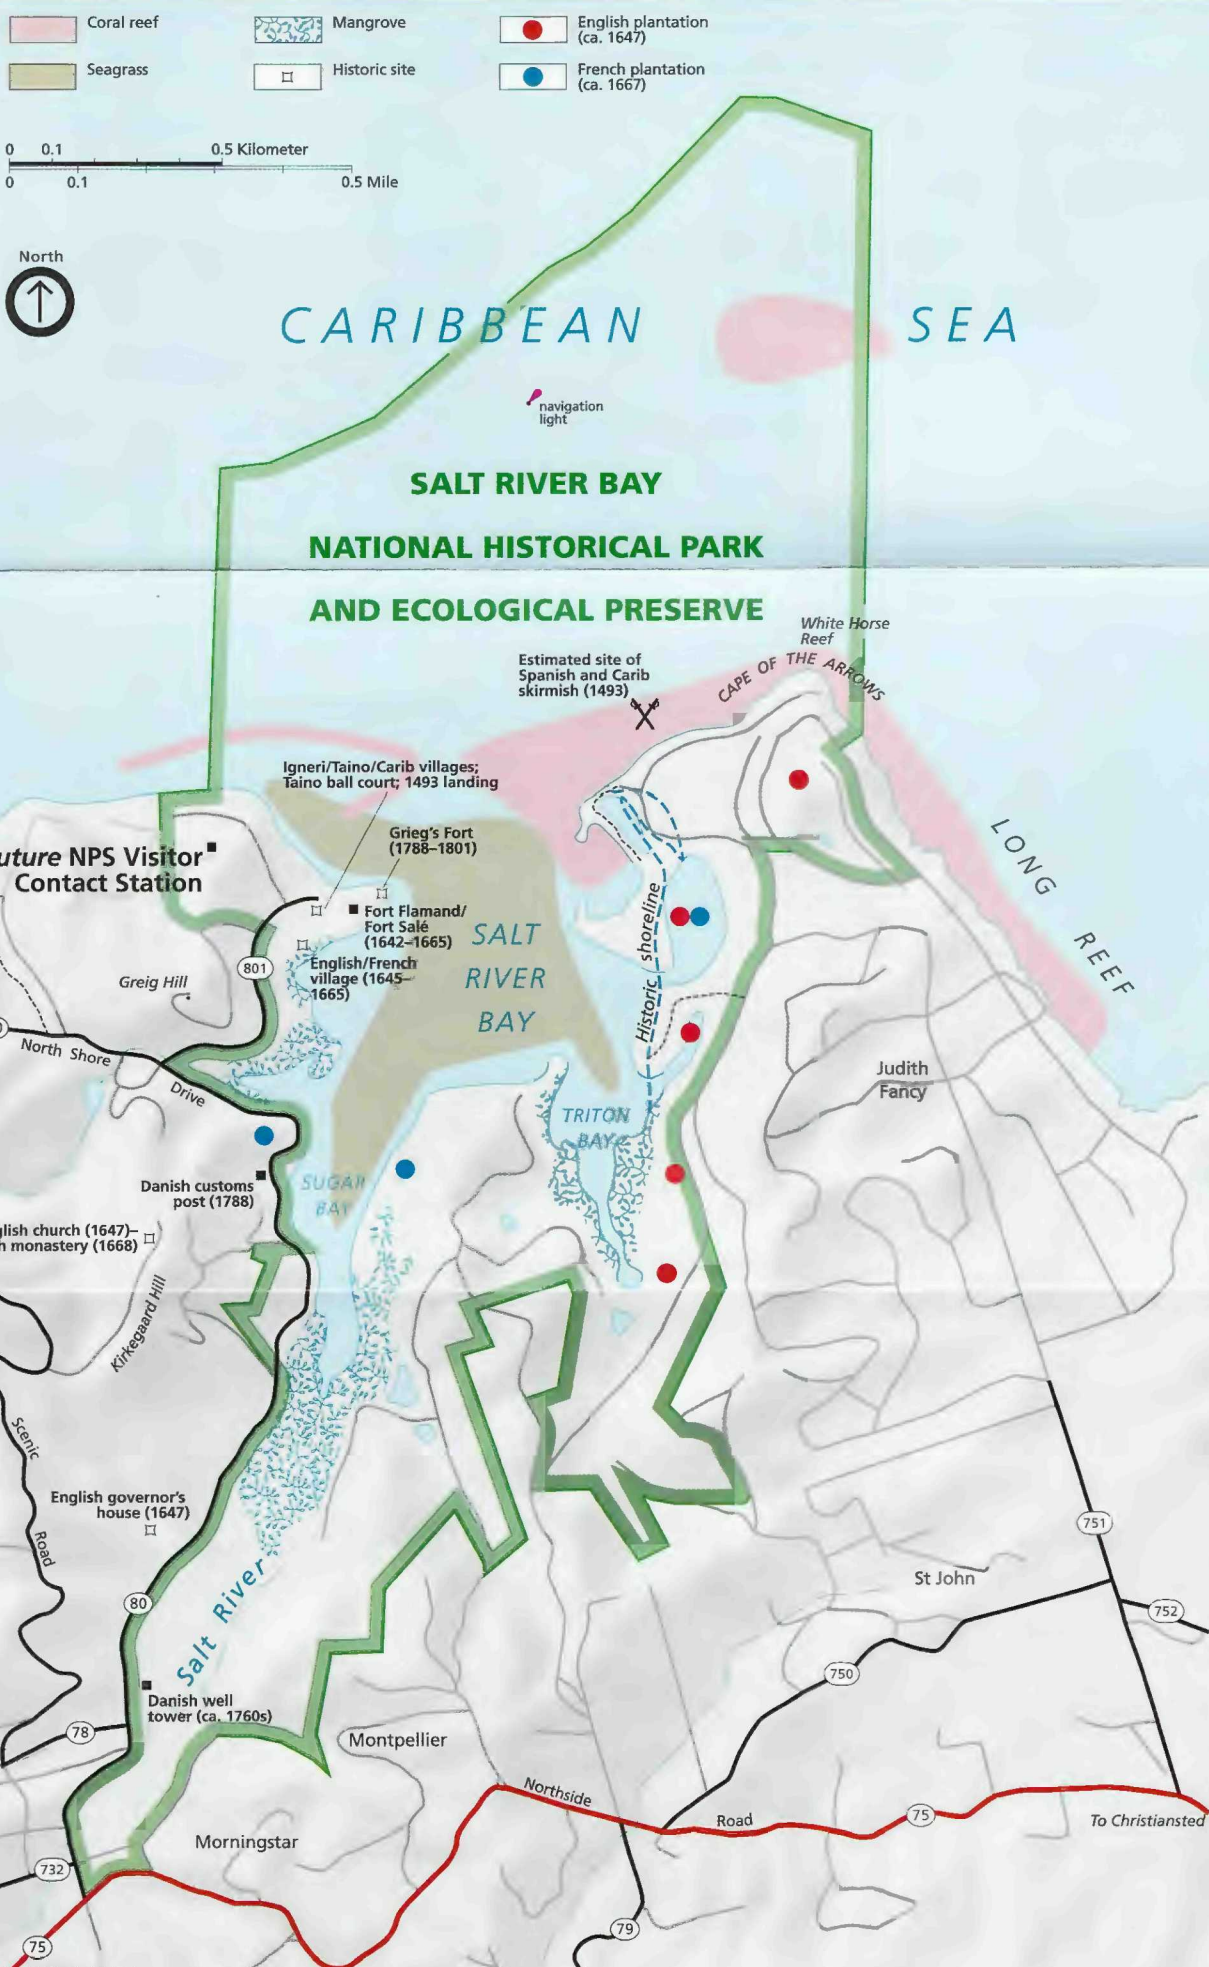 Coral reef
Mangrove
English plantation
(ca. 1647)
Seagrass
Historic site
French plantation
(ca. 1667)
0 0.1 0.5 Kilometer
0 0.1 0.5 Mile
North
CARIBBEAN SEA
navigation
light
SALT RIVER BAY
NATIONAL HISTORICAL PARK
AND ECOLOGICAL PRESERVE
White Horse
Reef
CAPE OF THE ARROWS
Estimated site of
Spanish and Carib
skirmish (1493)
Igneri/Taino/Carib villages;
Taino ball court; 1493 landing
Grieg's Fort
(1788–1801)
uture NPS Visitor
Contact Station
Fort Flamand/
Fort Salé
(1642–1665)
English/French
village (1645–
1665)
SALT
RIVER
BAY
Historic shoreline
LONG REEF
801
Greig Hill
North Shore Drive
Judith
Fancy
TRITON
BAY
SUGAR
BAY
Danish customs
post (1788)
glish church (1647)–
h monastery (1668)
Kirkegaard Hill
Scenic Road
English governor's
house (1647)
751
St John
752
80
Salt River
750
Danish well
tower (ca. 1760s)
78
Montpellier
Northside Road
75
To Christiansted
Morningstar
732
79
75